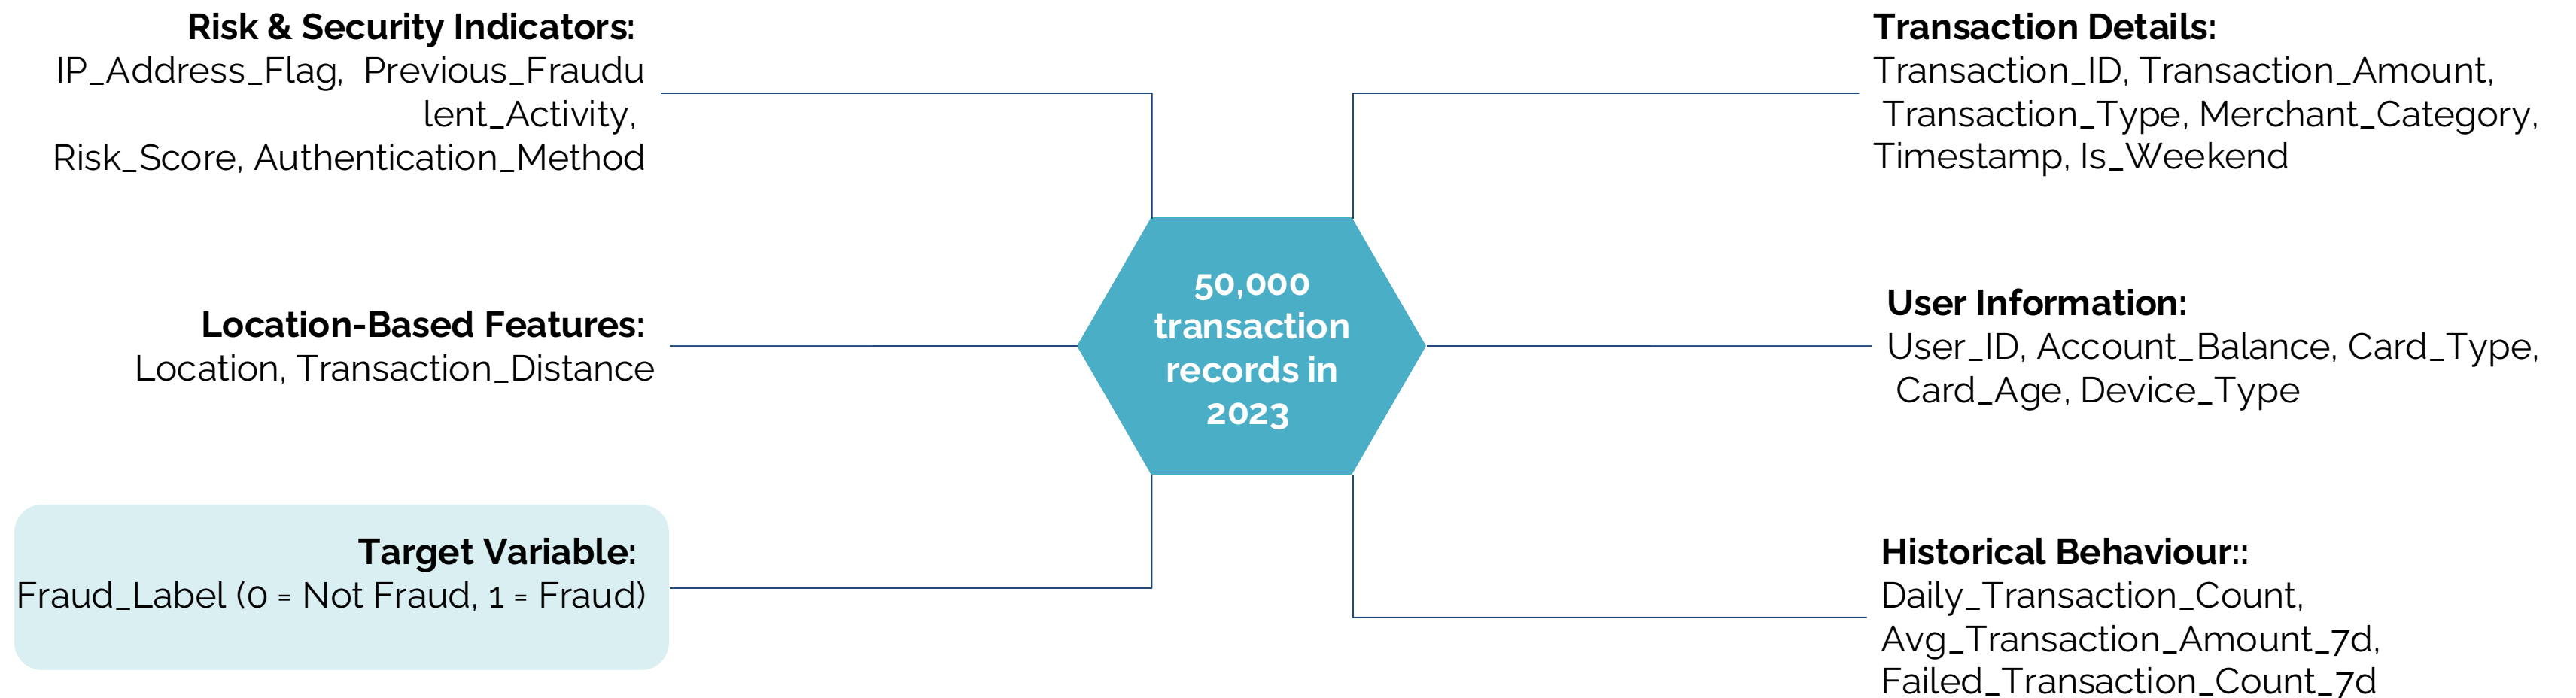 Risk & Security Indicators:
IP_Address_Flag, Previous_Fraudu
lent_Activity,
Risk_Score, Authentication_Method
Location-Based Features:
Location, Transaction_Distance
Target Variable:
Fraud_Label (0 = Not Fraud, 1 = Fraud)
50,000
transaction
records in
2023
Transaction Details:
Transaction_ID, Transaction_Amount,
Transaction_Type, Merchant_Category,
Timestamp, Is_Weekend
User Information:
User_ID, Account_Balance, Card_Type,
Card_Age, Device_Type
Historical Behaviour::
Daily_Transaction_Count,
Avg_Transaction_Amount_7d,
Failed_Transaction_Count_7d